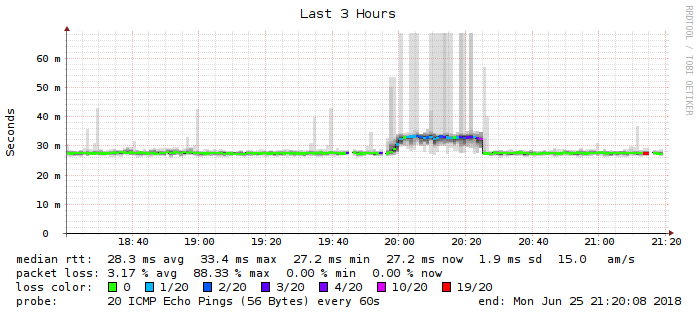 Last 3 Hours
RRDTOOL / TOBI OETIKER
Seconds
60 m
50 m
40 m
30 m
20 m
10 m
0
18:40 19:00 19:20 19:40 20:00 20:20 20:40 21:00 21:20
median rtt: 28.3 ms avg 33.4 ms max 27.2 ms min 27.2 ms now 1.9 ms sd 15.0 am/s
packet loss: 3.17 % avg 88.33 % max 0.00 % min 0.00 % now
loss color: 0 1/20 2/20 3/20 4/20 10/20 19/20
probe: 20 ICMP Echo Pings (56 Bytes) every 60s end: Mon Jun 25 21:20:08 2018